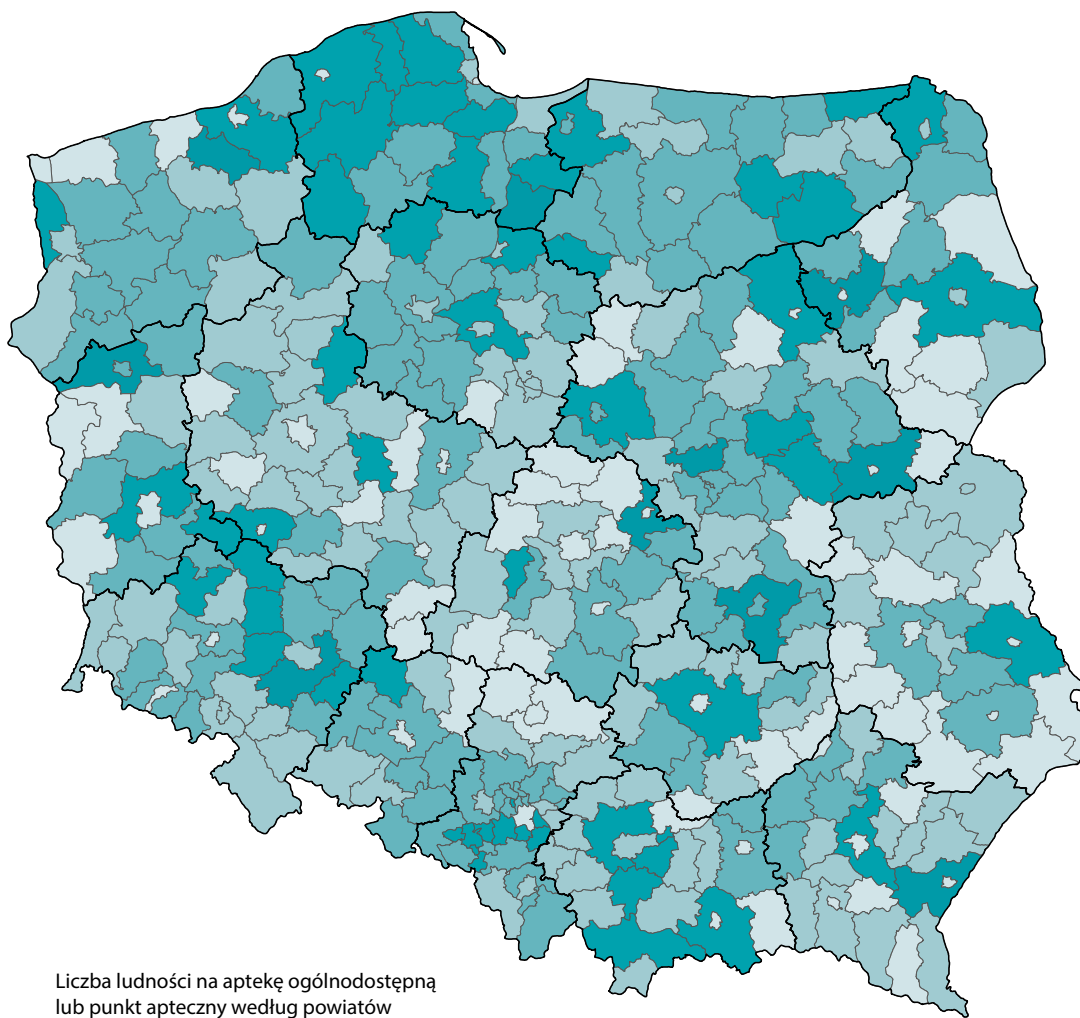 Liczba ludności na aptekę ogólnodostępną
lub punkt apteczny według powiatów